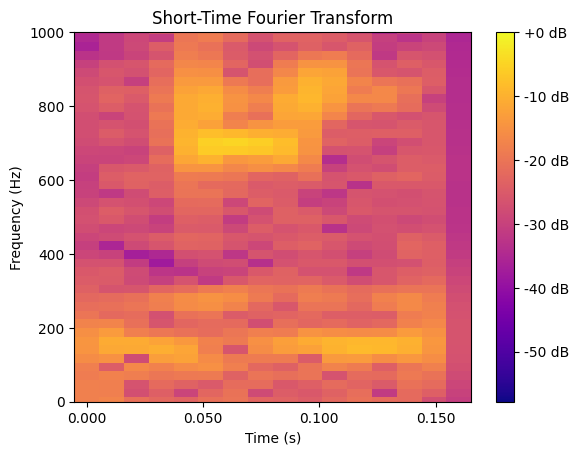 Short-Time Fourier Transform
1000
800
600
400
200
0
Frequency (Hz)
0.000
0.050
0.100
0.150
Time (s)
+0 dB
-10 dB
-20 dB
-30 dB
-40 dB
-50 dB